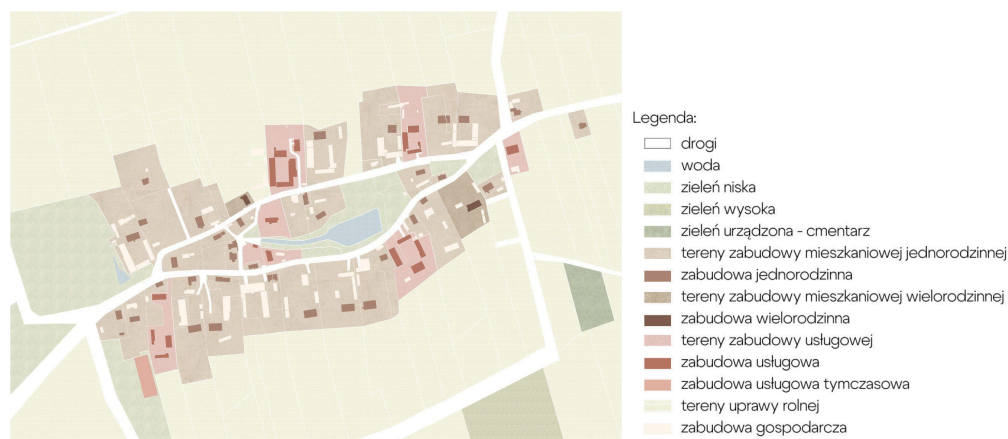 Legenda:
drogi
woda
zieleń niska
zieleń wysoka
zieleń urządzona - cmentarz
tereny zabudowy mieszkaniowej jednorodzinnej
zabudowa jednorodzinna
tereny zabudowy mieszkaniowej wielorodzinnej
zabudowa wielorodzinna
tereny zabudowy usługowej
zabudowa usługowa
zabudowa usługowa tymczasowa
tereny uprawy rolnej
zabudowa gospodarcza